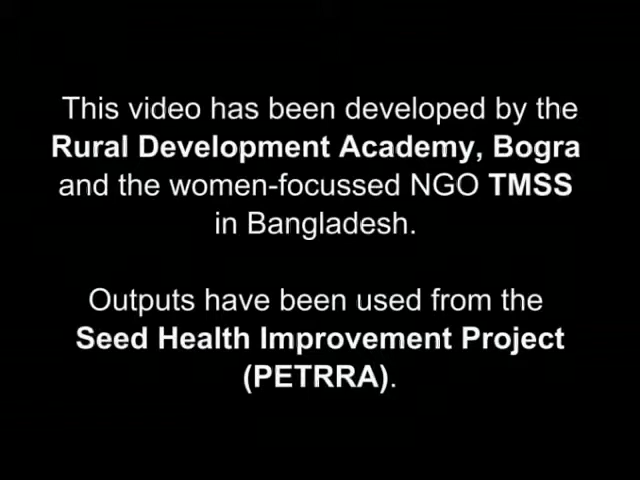 This video has been developed by the
Rural Development Academy, Bogra
and the women-focussed NGO TMSS
in Bangladesh.
Outputs have been used from the
Seed Health Improvement Project
(PETRRA).